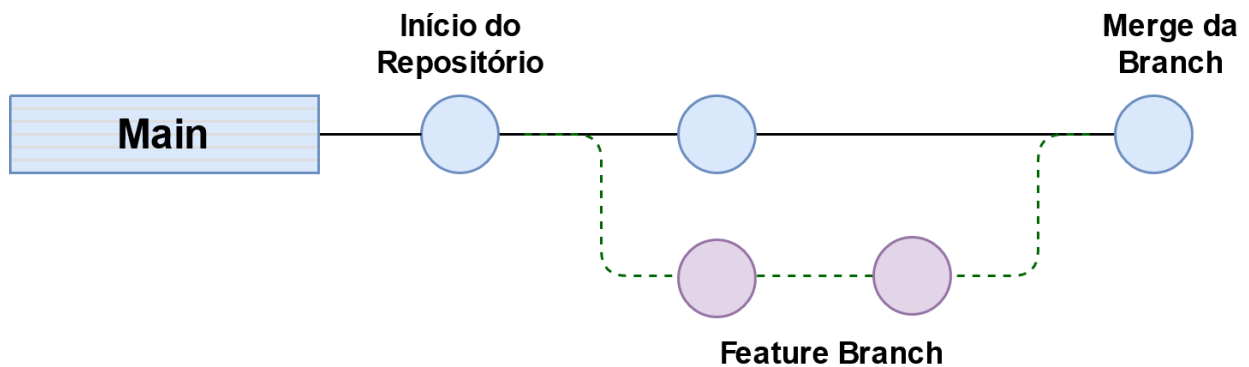 Início do
Repositório
Merge da
Branch
Main
Feature Branch